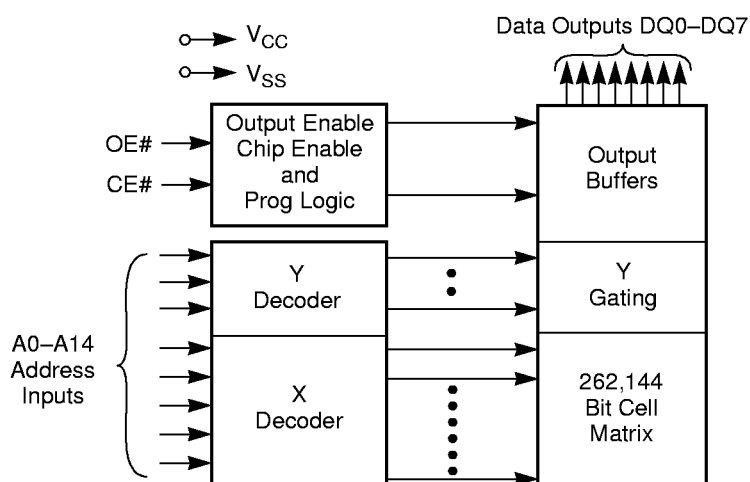 Data Outputs DQ0–DQ7
VCC
VSS
OE#
CE#
Output Enable
Chip Enable
and
Prog Logic
Output
Buffers
A0–A14
Address
Inputs
Y
Decoder
Y
Gating
X
Decoder
262,144
Bit Cell
Matrix